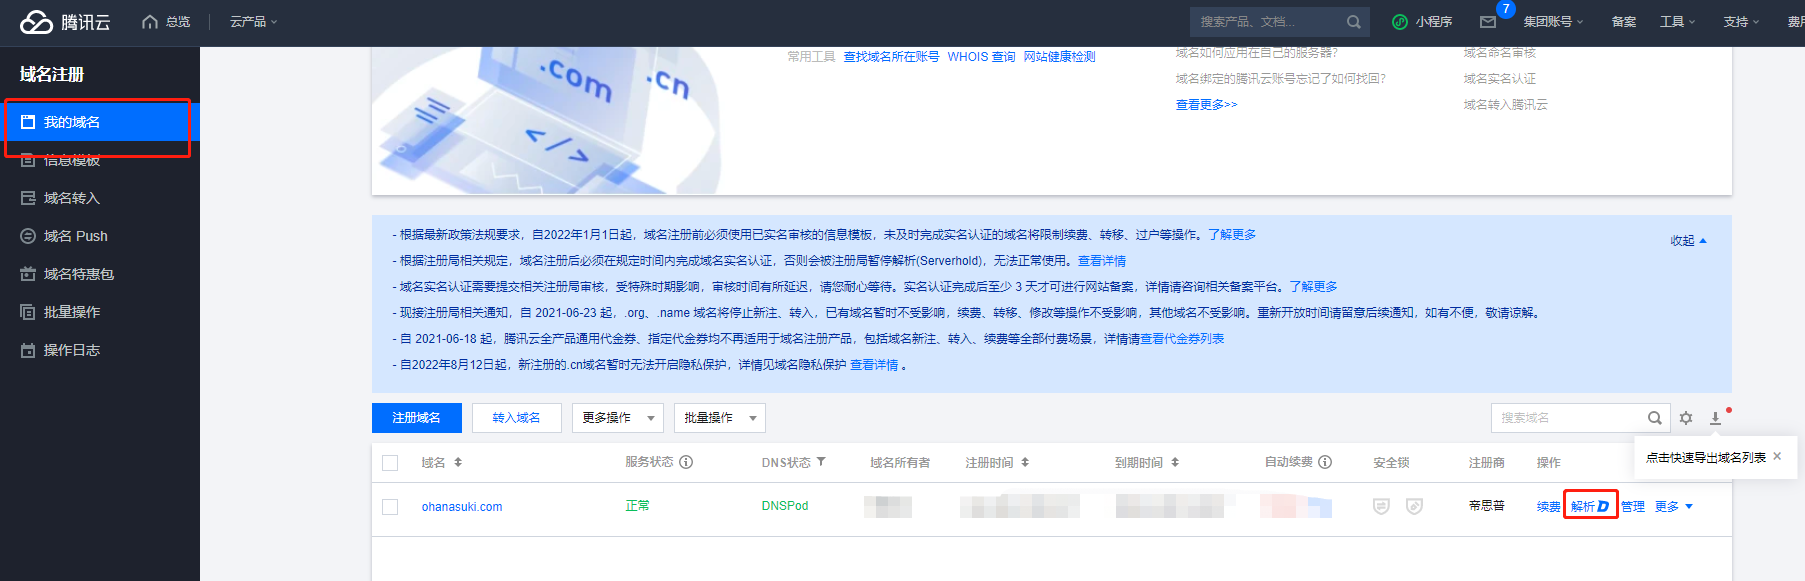 腾讯云 总览 云产品 搜索产品、文档... 小程序 7 集团账号 备案 工具 支持 费用
域名注册
我的域名
信息模板
域名转入
域名 Push
域名特惠包
批量操作
操作日志
.com .cn
</>
常用工具 查找域名所在账号 WHOIS 查询 网站健康检测
域名如何应用在自己的服务器?
域名绑定的腾讯云账号忘记了如何找回?
查看更多>>
域名命名审核
域名实名认证
域名转入腾讯云
- 根据最新政策法规要求，自2022年1月1日起，域名注册前必须使用已实名审核的信息模板，未及时完成实名认证的域名将限制续费、转移、过户等操作。了解更多
收起
- 根据注册局相关规定，域名注册后必须在规定时间内完成域名实名认证，否则会被注册局暂停解析(Serverhold)，无法正常使用。查看详情
- 域名实名认证需要提交相关注册局审核，受特殊时期影响，审核时间有所延迟，请您耐心等待。实名认证完成后至少 3 天才可进行网站备案，详情请咨询相关备案平台。了解更多
- 现接注册局相关通知，自 2021-06-23 起，.org、.name 域名将停止新注、转入，已有域名暂时不受影响，续费、转移、修改等操作不受影响，其他域名不受影响。重新开放时间请留意后续通知，如有不便，敬请谅解。
- 自 2021-06-18 起，腾讯云全产品通用代金券、指定代金券均不再适用于域名注册产品，包括域名新注、转入、续费等全部付费场景，详情请查看代金券列表
- 自2022年8月12日起，新注册的.cn域名暂时无法开启隐私保护，详情见域名隐私保护 查看详情 。
注册域名 转入域名 更多操作 批量操作 搜索域名
点击快速导出域名列表 ×
域名 服务状态 DNS状态 域名所有者 注册时间 到期时间 自动续费 安全锁 注册商 操作
ohanasuki.com 正常 DNSPod 帝思普 续费 解析 管理 更多